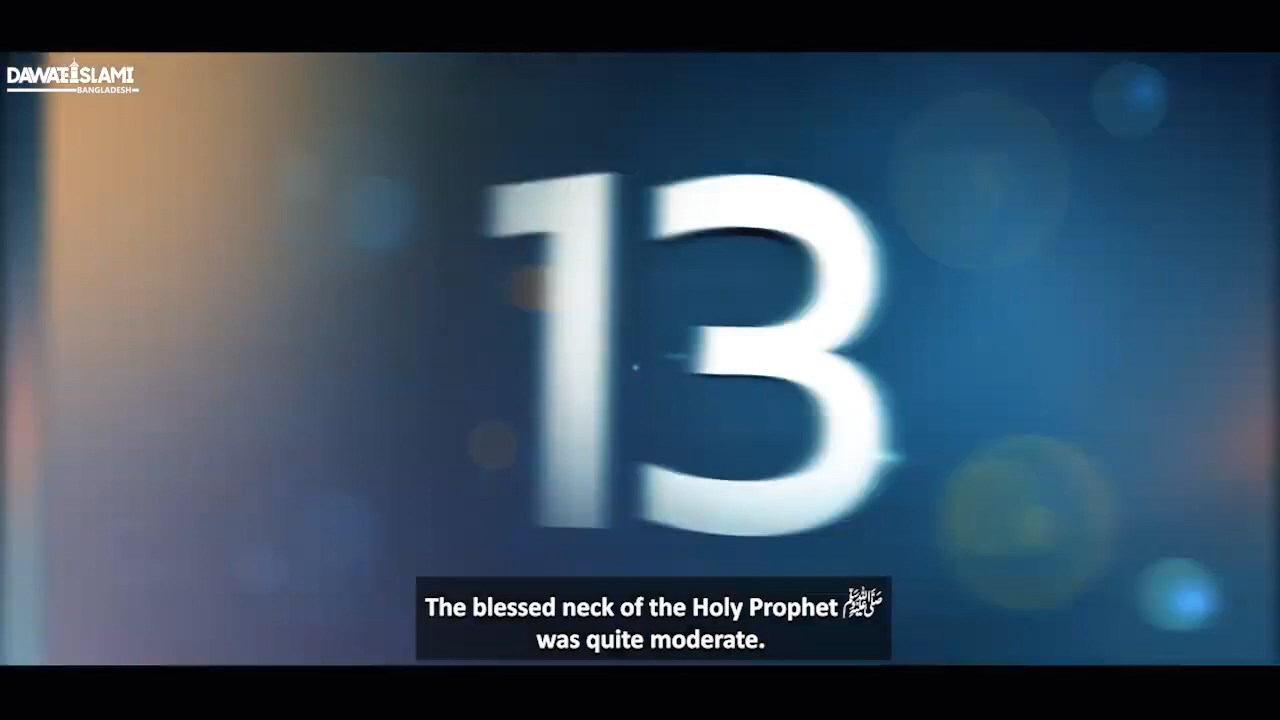 DAWATEISLAMI
BANGLADESH
13
The blessed neck of the Holy Prophet ﷺ
was quite moderate.